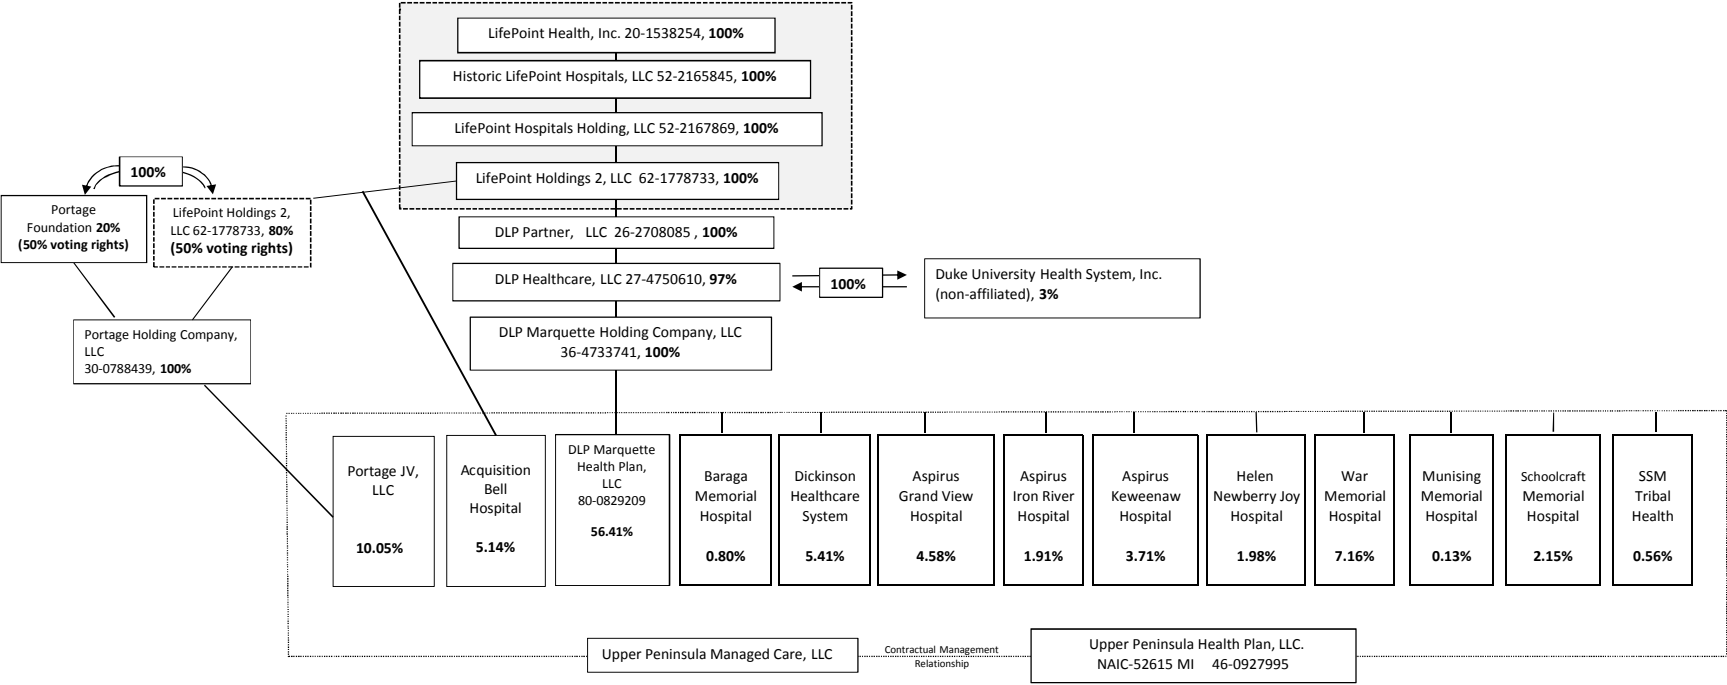 LifePoint Health, Inc. 20-1538254, 100%
Historic LifePoint Hospitals, LLC 52-2165845, 100%
LifePoint Hospitals Holding, LLC 52-2167869, 100%
LifePoint Holdings 2, LLC 62-1778733, 100%
100%
Portage
Foundation 20%
(50% voting rights)
LifePoint Holdings 2,
LLC 62-1778733, 80%
(50% voting rights)
DLP Partner, LLC 26-2708085 , 100%
DLP Healthcare, LLC 27-4750610, 97%
100%
Duke University Health System, Inc.
(non-affiliated), 3%
Portage Holding Company,
LLC
30-0788439, 100%
DLP Marquette Holding Company, LLC
36-4733741, 100%
Portage JV,
LLC
10.05%
Acquisition
Bell
Hospital
5.14%
DLP Marquette
Health Plan,
LLC
80-0829209
56.41%
Baraga
Memorial
Hospital
0.80%
Dickinson
Healthcare
System
5.41%
Aspirus
Grand View
Hospital
4.58%
Aspirus
Iron River
Hospital
1.91%
Aspirus
Keweenaw
Hospital
3.71%
Helen
Newberry Joy
Hospital
1.98%
War
Memorial
Hospital
7.16%
Munising
Memorial
Hospital
0.13%
Schoolcraft
Memorial
Hospital
2.15%
SSM
Tribal
Health
0.56%
Upper Peninsula Managed Care, LLC
Contractual Management
Relationship
Upper Peninsula Health Plan, LLC.
NAIC-52615 MI 46-0927995